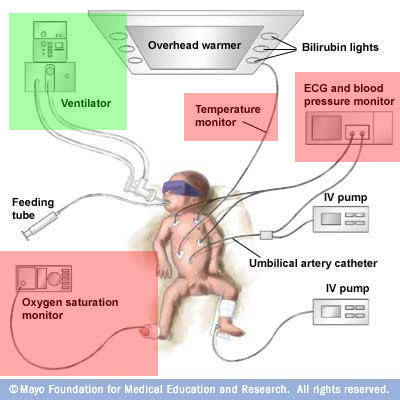 Overhead warmer
Bilirubin lights
Ventilator
Temperature
monitor
ECG and blood
pressure monitor
Feeding
tube
IV pump
Umbilical artery catheter
IV pump
Oxygen saturation
monitor
© Mayo Foundation for Medical Education and Research. All rights reserved.